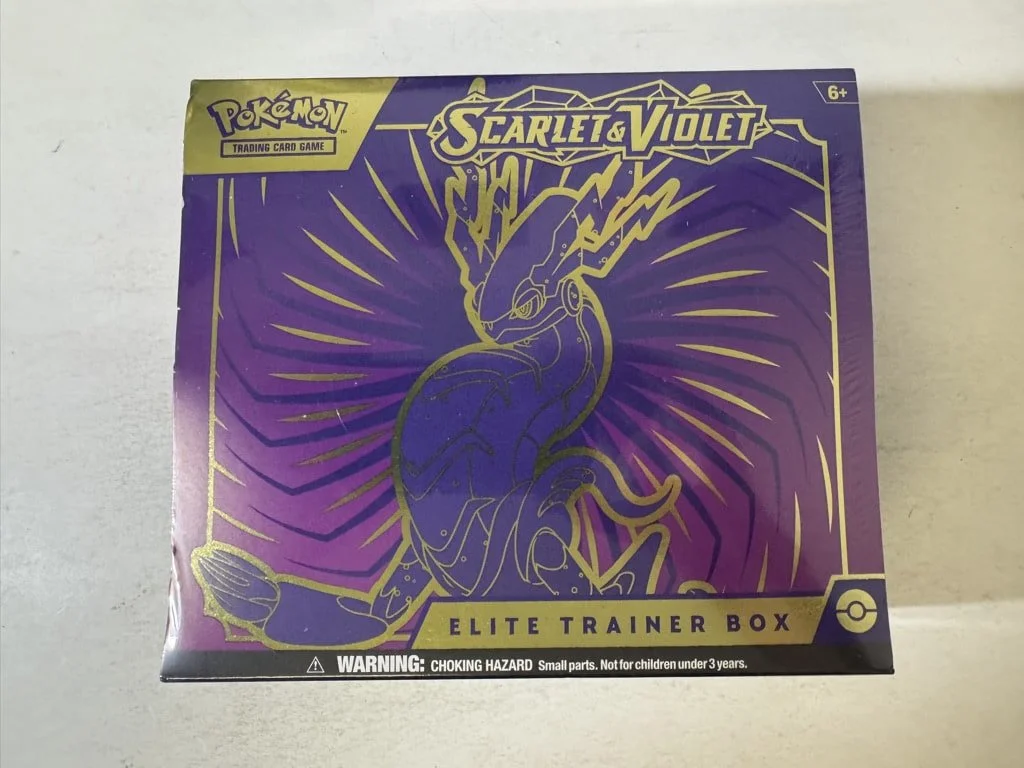 POKéMON™
TRADING CARD GAME
SCARLET & VIOLET
6+
ELITE TRAINER BOX
⚠ WARNING: CHOKING HAZARD Small parts. Not for children under 3 years.